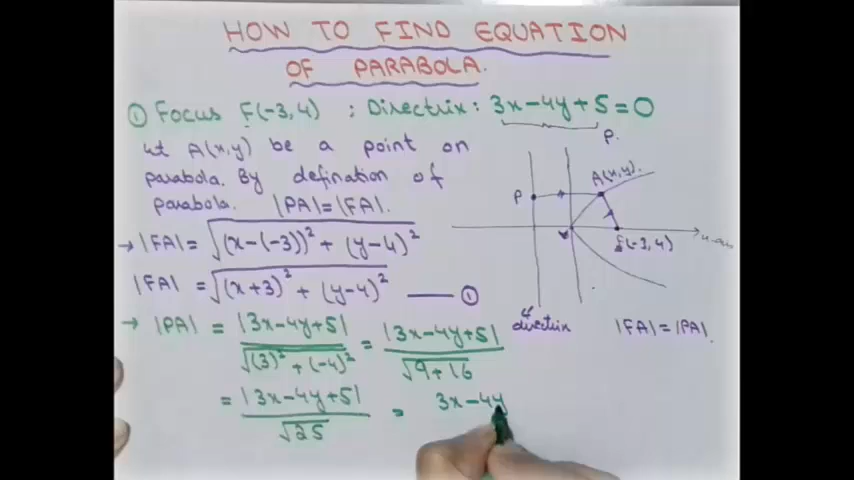 HOW TO FIND EQUATION
OF PARABOLA.
① Focus F(-3,4) ; Directrix: 3x-4y+5=0
let A(x,y) be a point on
parabola. By defination of
parabola. |PA|=|FA|.
→ |FA| = √((x-(-3))² + (y-4)²
|FA| = √(x+3)² + (y-4)² —— ①
→ |PA| = |3x-4y+5| / √(3)²+(-4)² = |3x-4y+5| / √9+16
= |3x-4y+5| / √25 = 3x-4y
P.
A(x,y).
P
F(-3,4)
directrix
|FA|=|PA|.